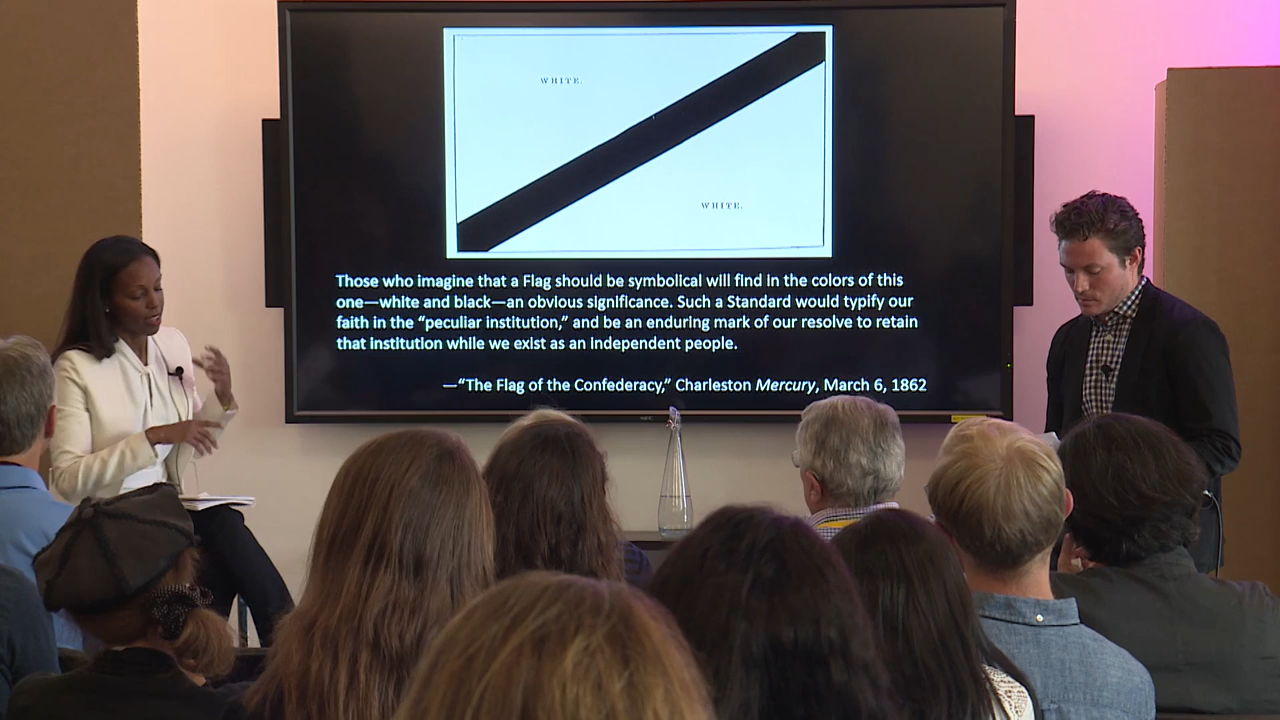 WHITE.
WHITE.
Those who imagine that a Flag should be symbolical will find in the colors of this
one—white and black—an obvious significance. Such a Standard would typify our
faith in the “peculiar institution,” and be an enduring mark of our resolve to retain
that institution while we exist as an independent people.
—“The Flag of the Confederacy,” Charleston Mercury, March 6, 1862
NEC